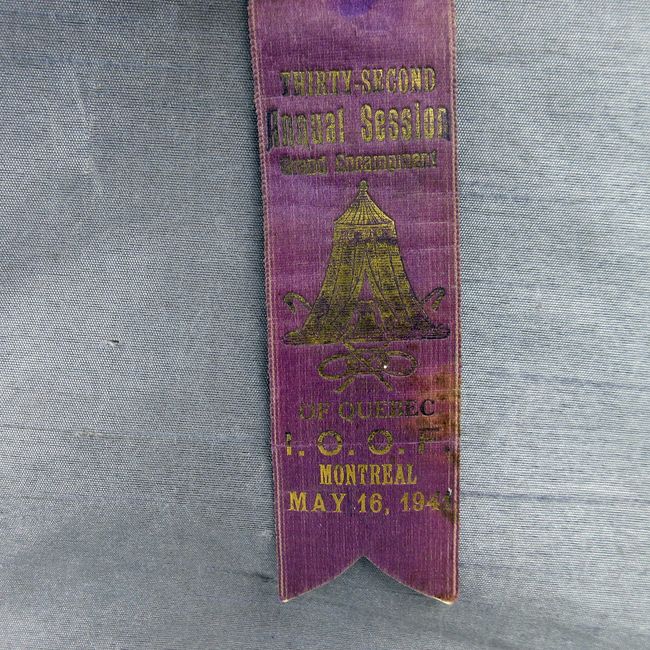 THIRTY-SECOND
Annual Session
Grand Encampment
OF QUEBEC
I.O.O.F.
MONTREAL
MAY 16,